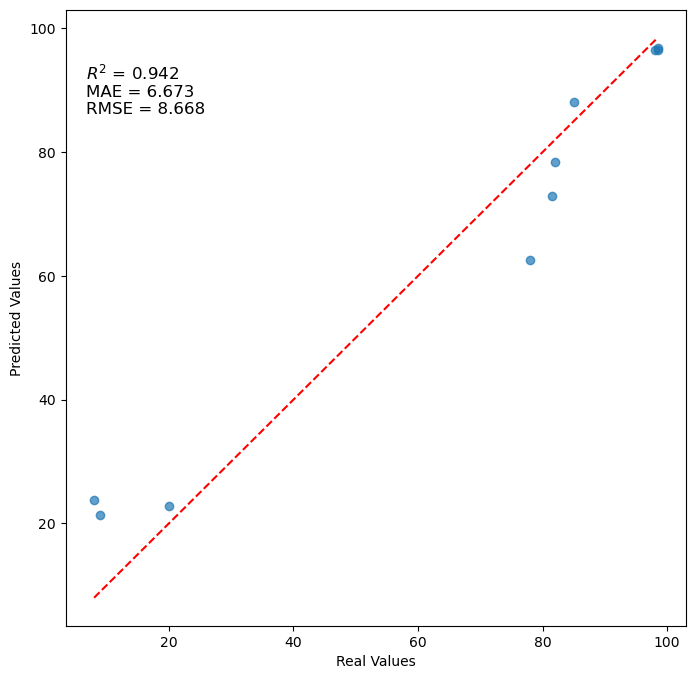 R² = 0.942
MAE = 6.673
RMSE = 8.668
100
80
60
40
20
Predicted Values
20 40 60 80 100
Real Values